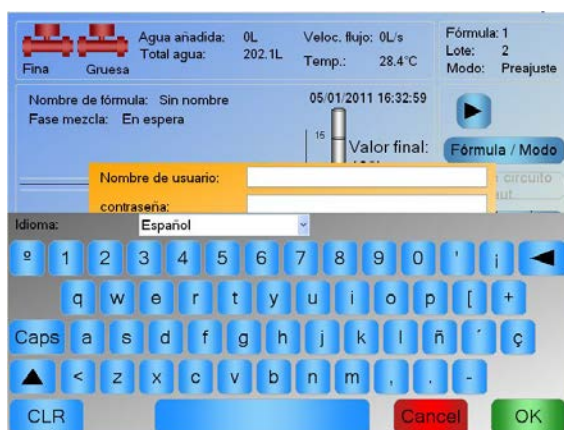 Agua añadida: 0L Veloc. flujo: 0L/s Fórmula: 1
Total agua: 202.1L Temp.: 28.4°C Lote: 2
Fina Gruesa Modo: Preajuste
Nombre de fórmula: Sin nombre 05/01/2011 16:32:59
Fase mezcla: En espera
15
Valor final: Fórmula / Modo
Nombre de usuario: circuito
contraseña: aut.
Idioma: Español
º 1 2 3 4 5 6 7 8 9 0 ' ¡
q w e r t y u i o p [ +
Caps a s d f g h j k l ñ ´ ç
< z x c v b n m , . -
CLR Cancel OK